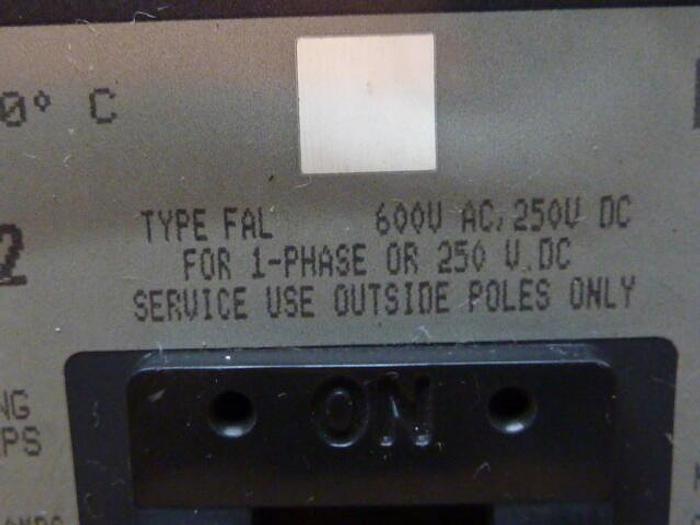 0° C
TYPE FAL 600V AC, 250V DC
2
FOR 1-PHASE OR 250 V.DC
SERVICE USE OUTSIDE POLES ONLY
ON
NG
PS